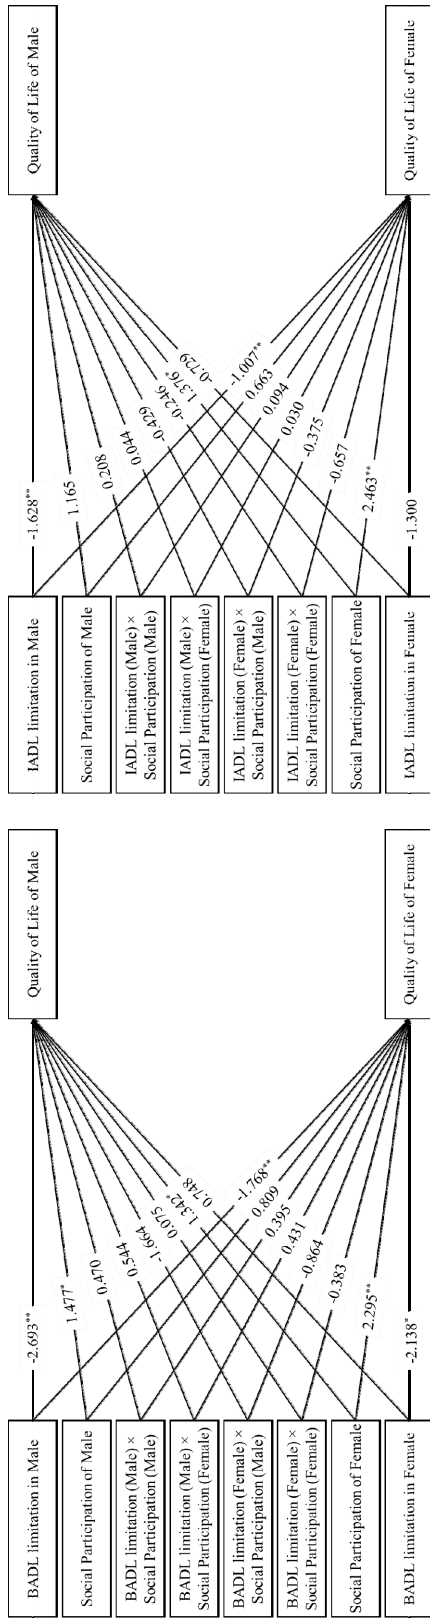 BADL limitation in Male
Social Participation of Male
BADL limitation (Male) ×
Social Participation (Male)
BADL limitation (Male) ×
Social Participation (Female)
BADL limitation (Female) ×
Social Participation (Male)
BADL limitation (Female) ×
Social Participation (Female)
Social Participation of Female
BADL limitation in Female
-2.693**
1.477*
0.470
0.544
-1.664
0.075
1.342*
0.748
-1.768**
0.809
0.395
0.431
-0.864
-0.383
2.295**
-2.138*
Quality of Life of Male
Quality of Life of Female
IADL limitation in Male
Social Participation of Male
IADL limitation (Male) ×
Social Participation (Male)
IADL limitation (Male) ×
Social Participation (Female)
IADL limitation (Female) ×
Social Participation (Male)
IADL limitation (Female) ×
Social Participation (Female)
Social Participation of Female
IADL limitation in Female
-1.628**
1.165
0.208
0.044
-0.429
-0.246
1.376*
-0.729
-1.007**
0.663
0.094
0.030
-0.375
-0.657
2.463**
-1.300
Quality of Life of Male
Quality of Life of Female